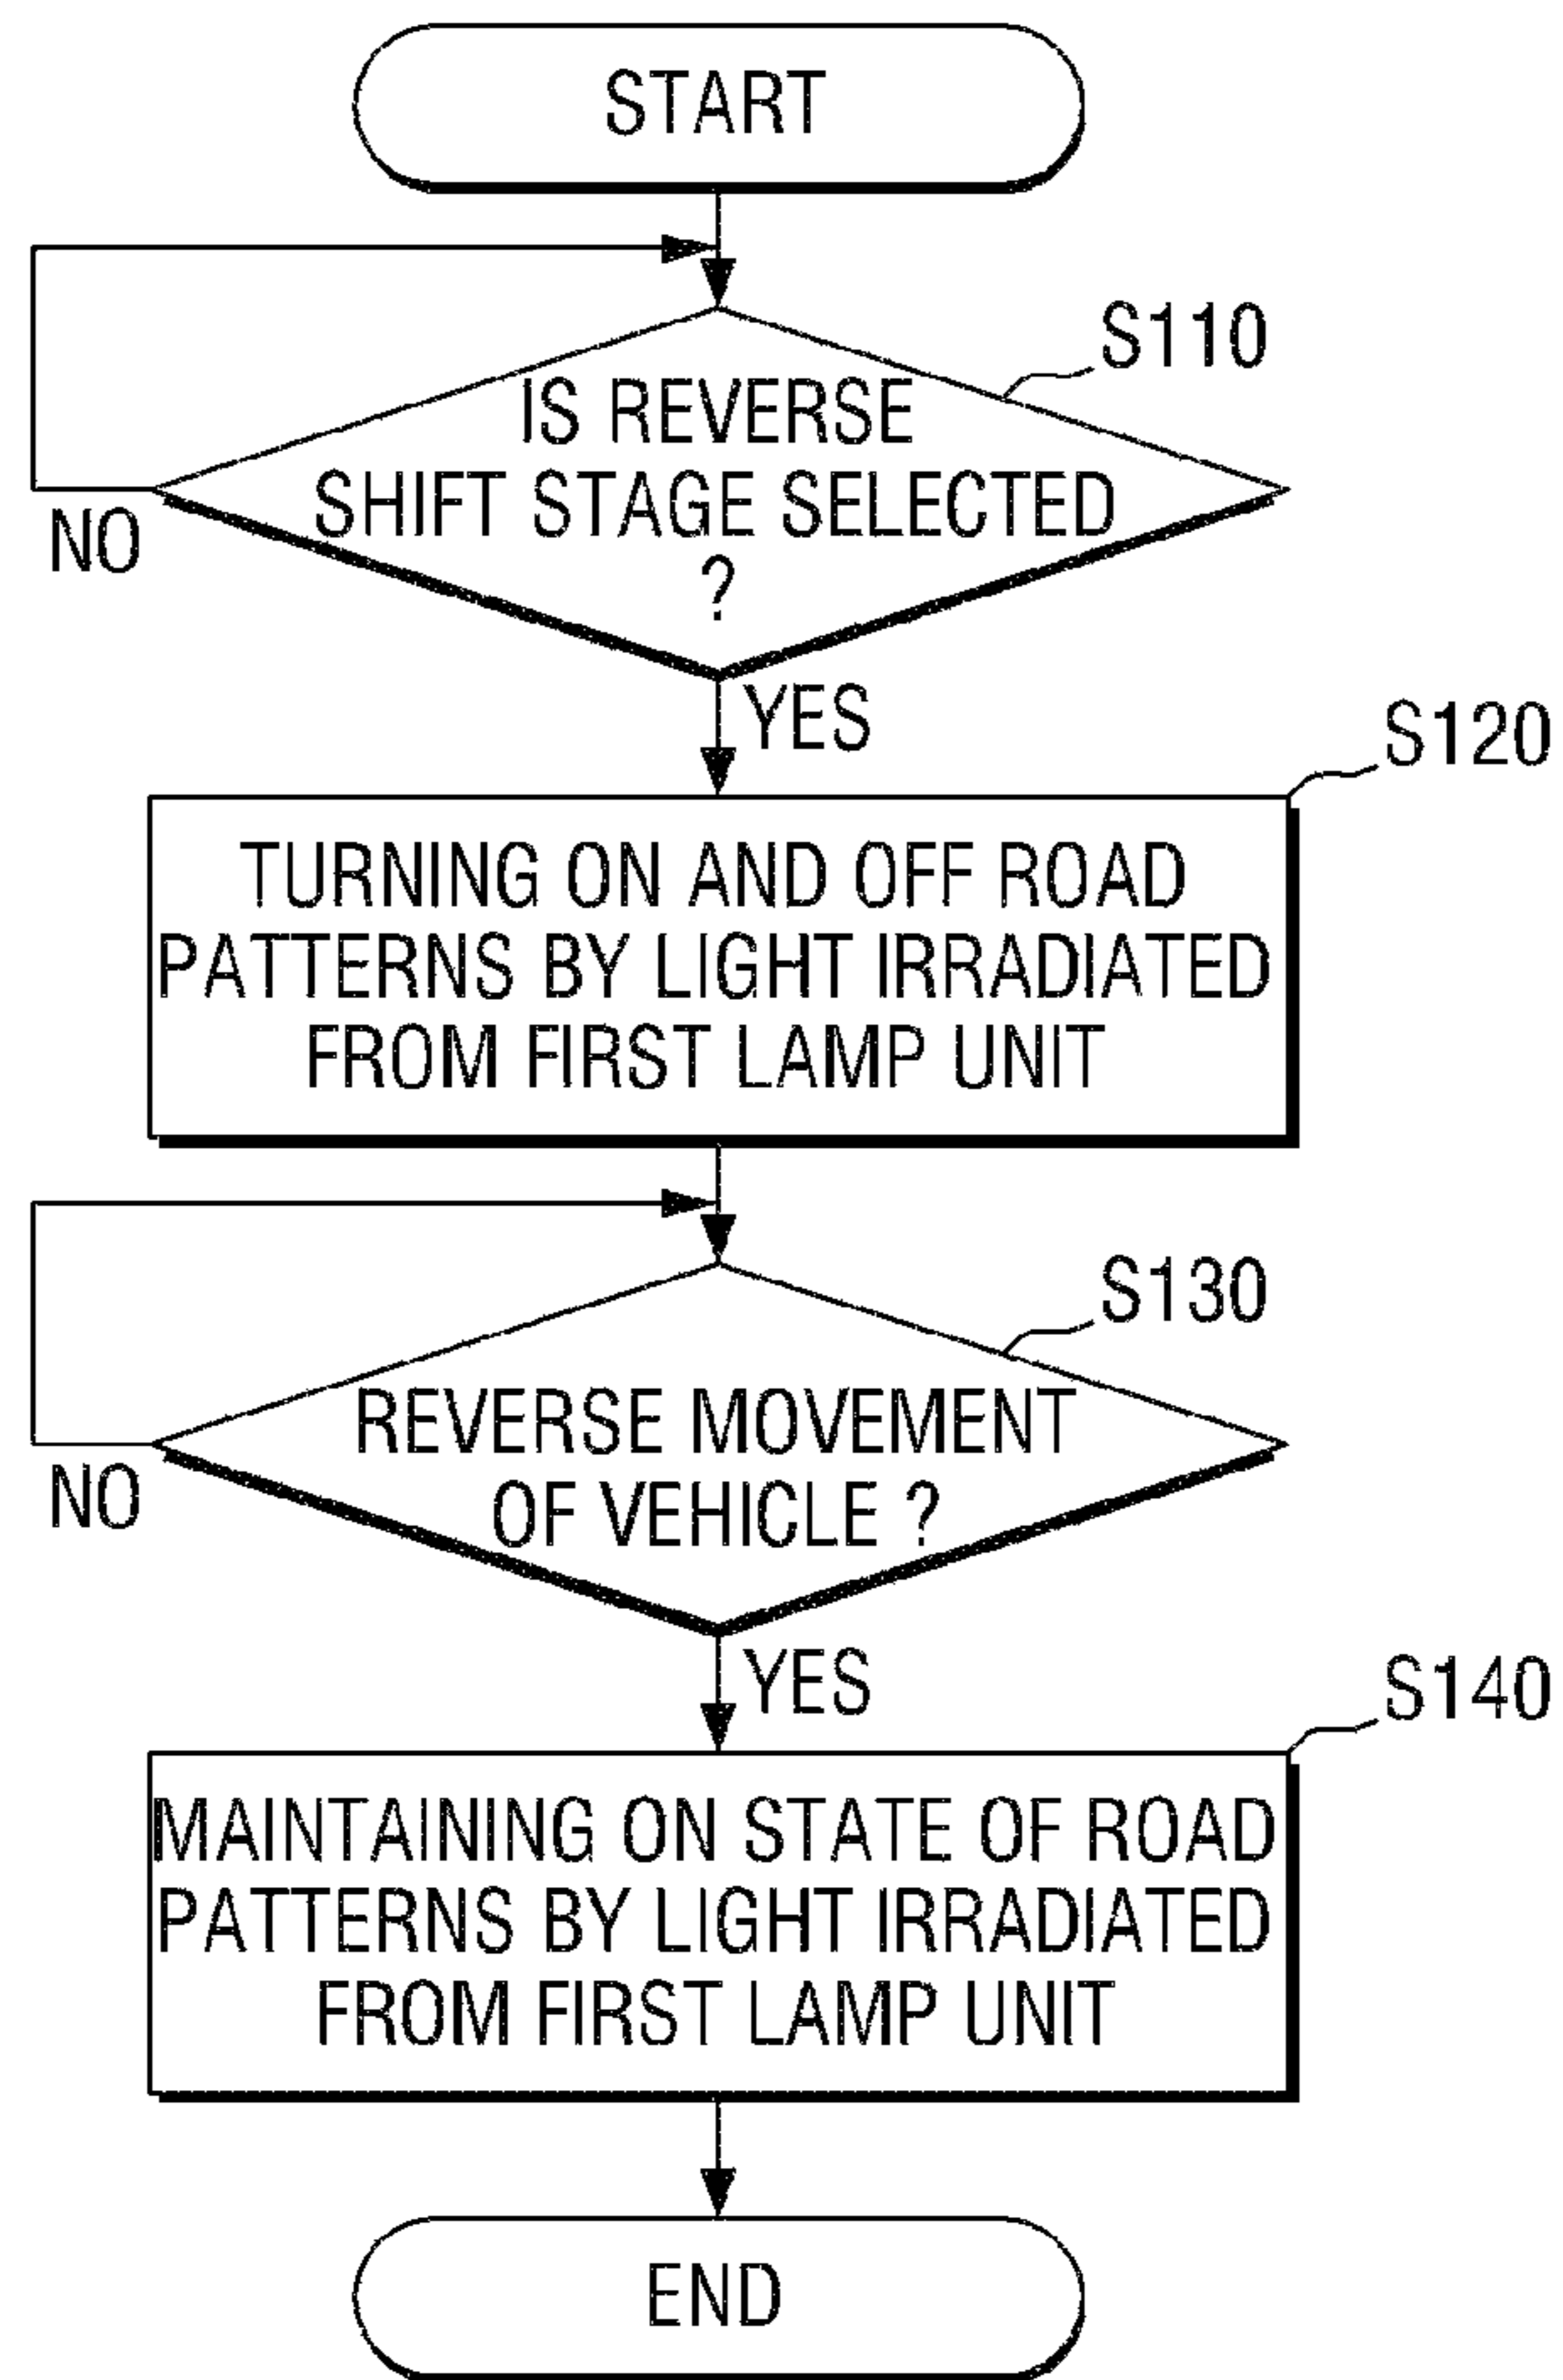 START
S110
IS REVERSE
SHIFT STAGE SELECTED
?
NO
YES
S120
TURNING ON AND OFF ROAD
PATTERNS BY LIGHT IRRADIATED
FROM FIRST LAMP UNIT
S130
REVERSE MOVEMENT
OF VEHICLE ?
NO
YES
S140
MAINTAINING ON STATE OF ROAD
PATTERNS BY LIGHT IRRADIATED
FROM FIRST LAMP UNIT
END